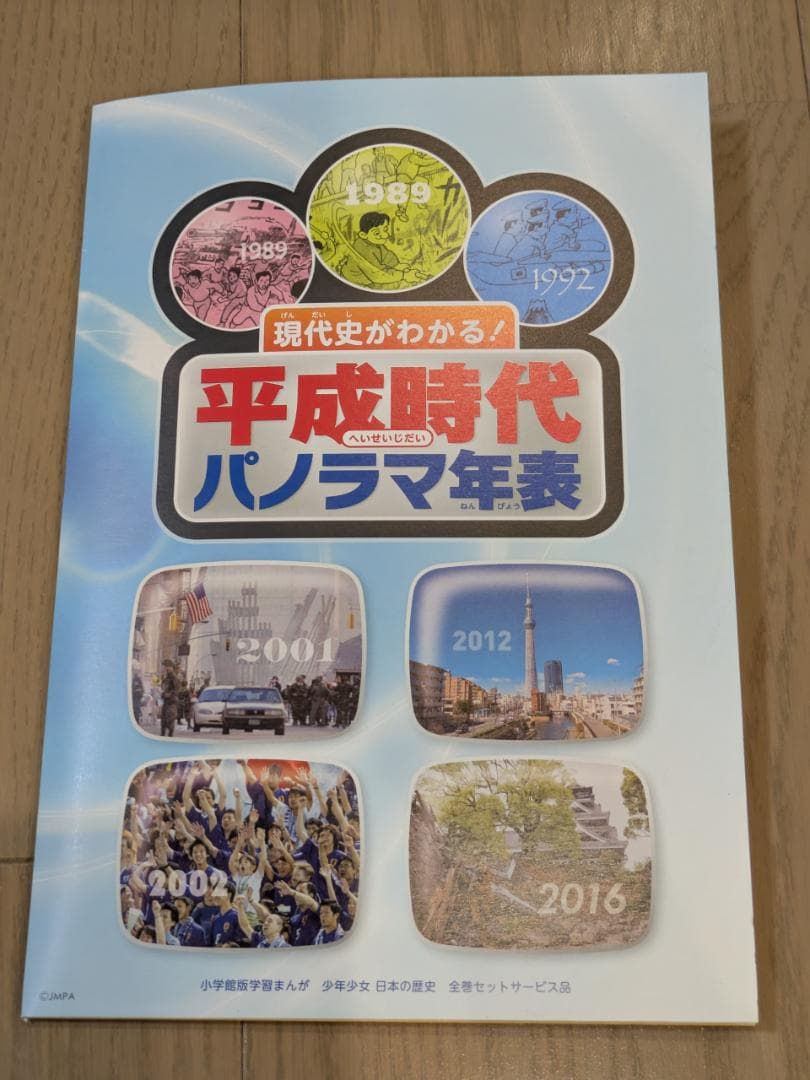 1989
1989
1992
げんだいし
現代史がわかる!
平成時代
へいせいじだい
パノラマ年表
ねんぴょう
2001
2012
2002
2016
小学館版学習まんが 少年少女 日本の歴史 全巻セットサービス品
©JMPA